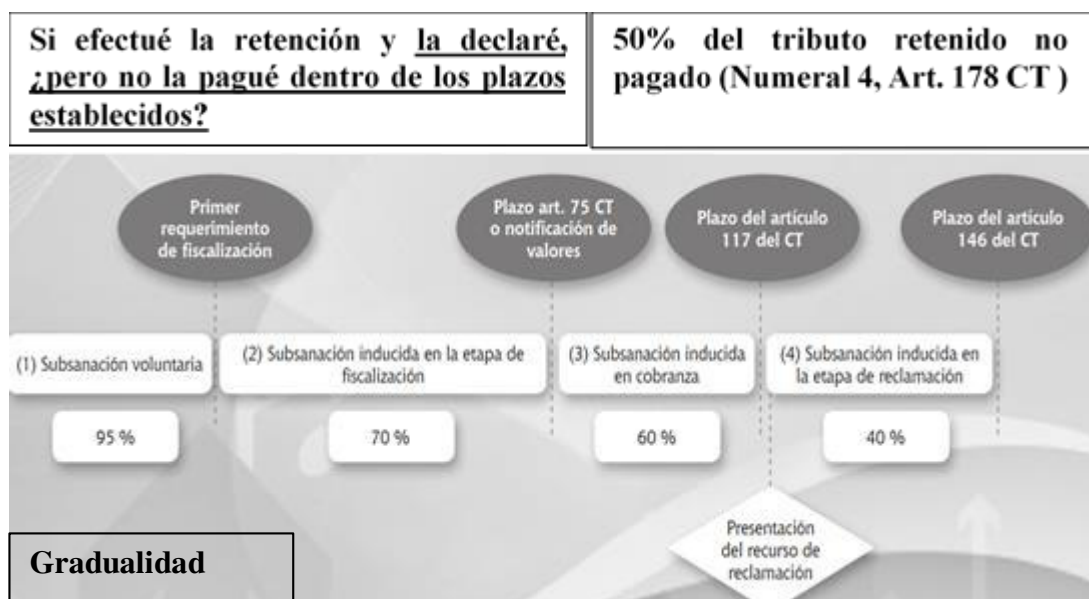 Si efectué la retención y la declaré,
¿pero no la pagué dentro de los plazos
establecidos?
50% del tributo retenido no
pagado (Numeral 4, Art. 178 CT )
Primer
requerimiento
de fiscalización
Plazo art. 75 CT
o notificación de
valores
Plazo del artículo
117 del CT
Plazo del artículo
146 del CT
(1) Subsanación voluntaria
(2) Subsanación inducida en la etapa de
fiscalización
(3) Subsanación inducida
en cobranza
(4) Subsanación inducida en
la etapa de reclamación
95 %
70 %
60 %
40 %
Presentación
del recurso de
reclamación
Gradualidad